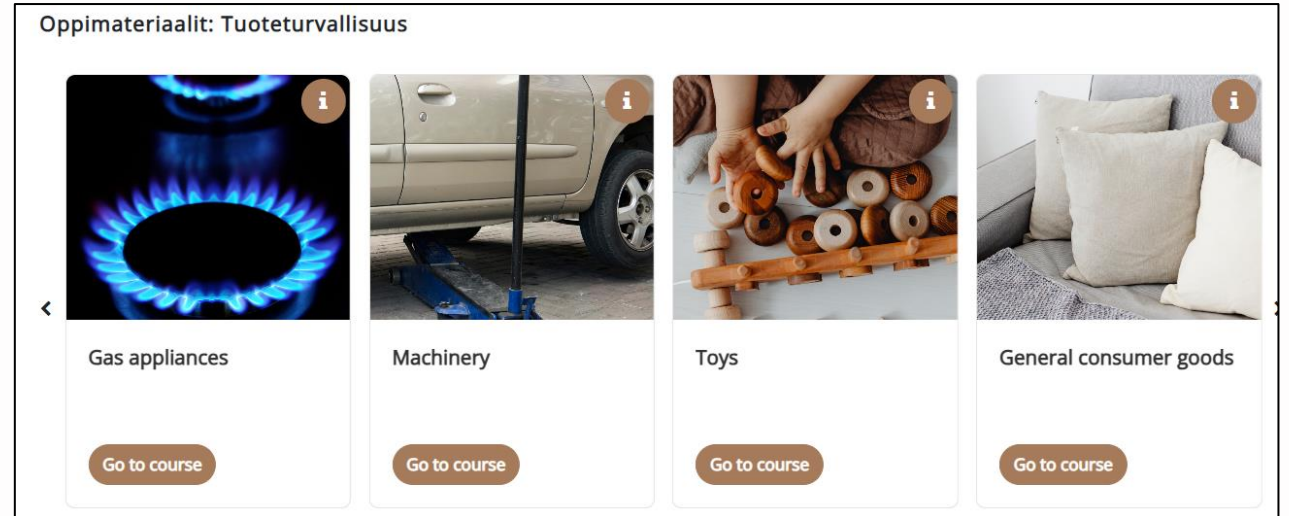 Oppimateriaalit: Tuoteturvallisuus
i
i
i
i
Gas appliances
Machinery
Toys
General consumer goods
Go to course
Go to course
Go to course
Go to course